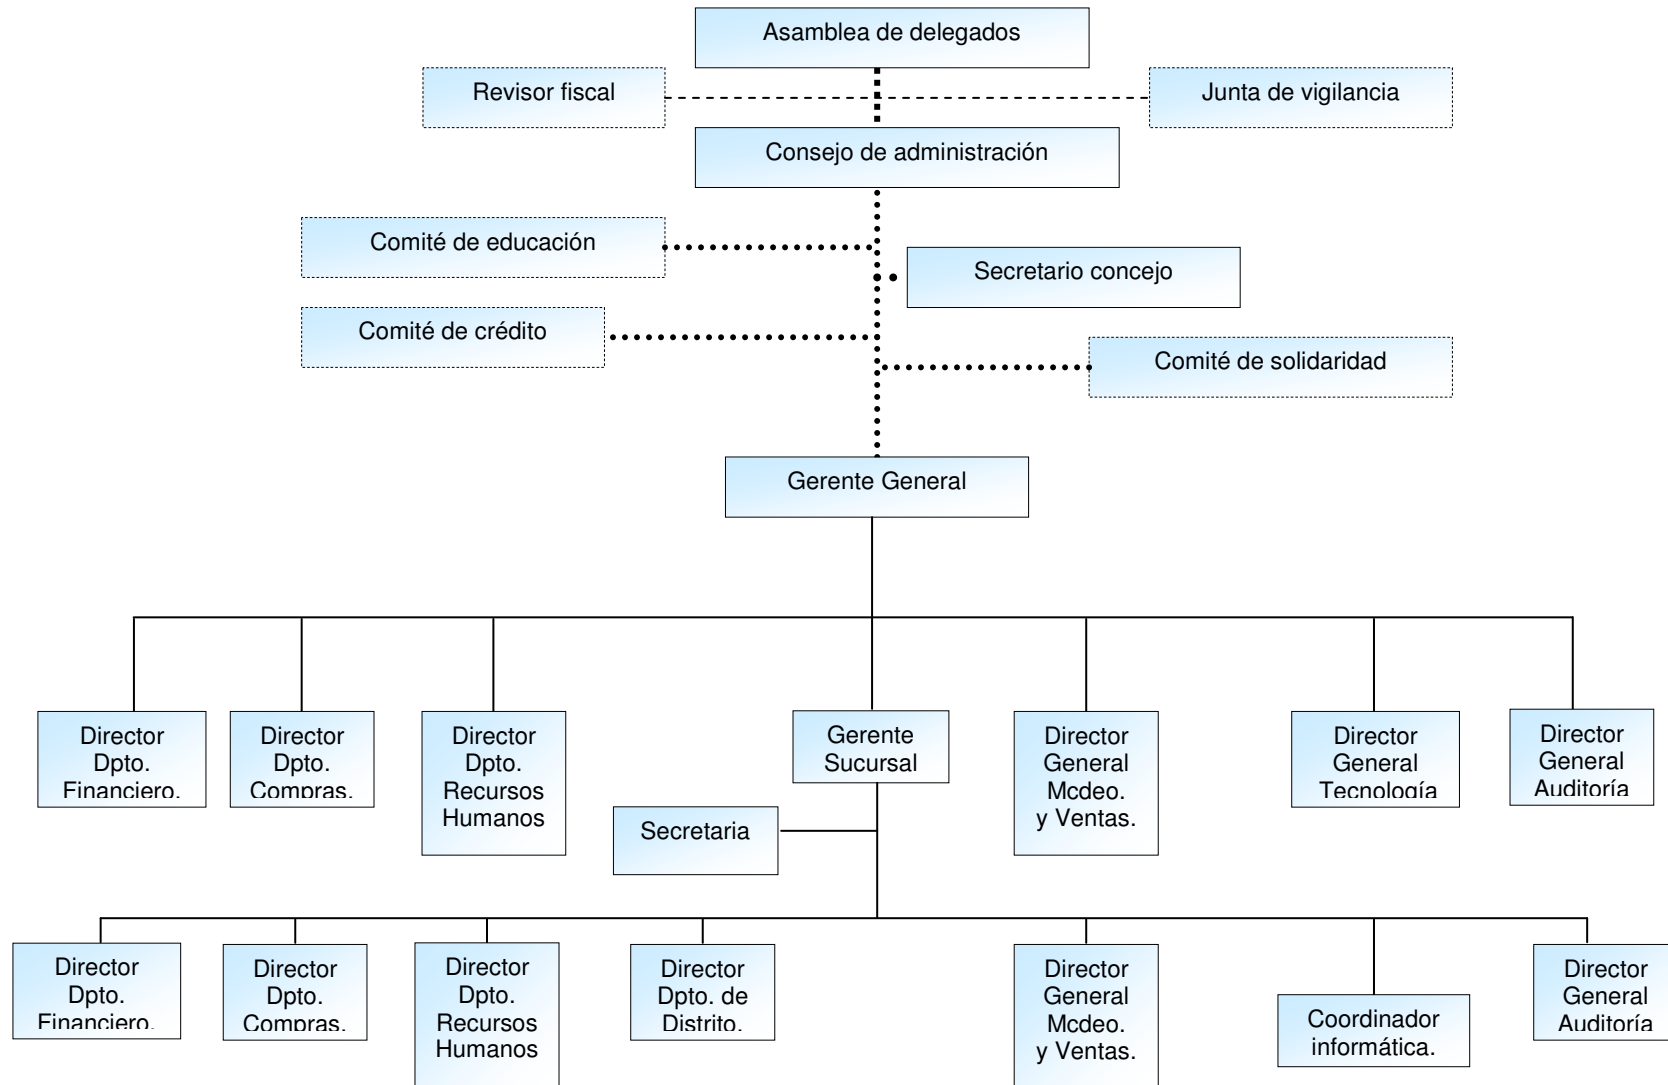 Asamblea de delegados
Revisor fiscal
Junta de vigilancia
Consejo de administración
Comité de educación
Secretario concejo
Comité de crédito
Comité de solidaridad
Gerente General
Director
Dpto.
Financiero.
Director
Dpto.
Compras.
Director
Dpto.
Recursos
Humanos
Gerente
Sucursal
Director
General
Mcdeo.
y Ventas.
Director
General
Tecnología
Director
General
Auditoría
Secretaria
Director
Dpto.
Financiero.
Director
Dpto.
Compras.
Director
Dpto.
Recursos
Humanos
Director
Dpto. de
Distrito.
Director
General
Mcdeo.
y Ventas.
Coordinador
informática.
Director
General
Auditoría